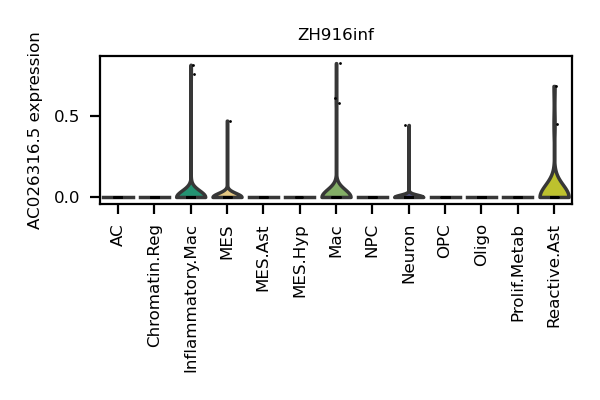 ZH916inf
AC026316.5 expression
0.5
0.0
AC
Chromatin.Reg
Inflammatory.Mac
MES
MES.Ast
MES.Hyp
Mac
NPC
Neuron
OPC
Oligo
Prolif.Metab
Reactive.Ast